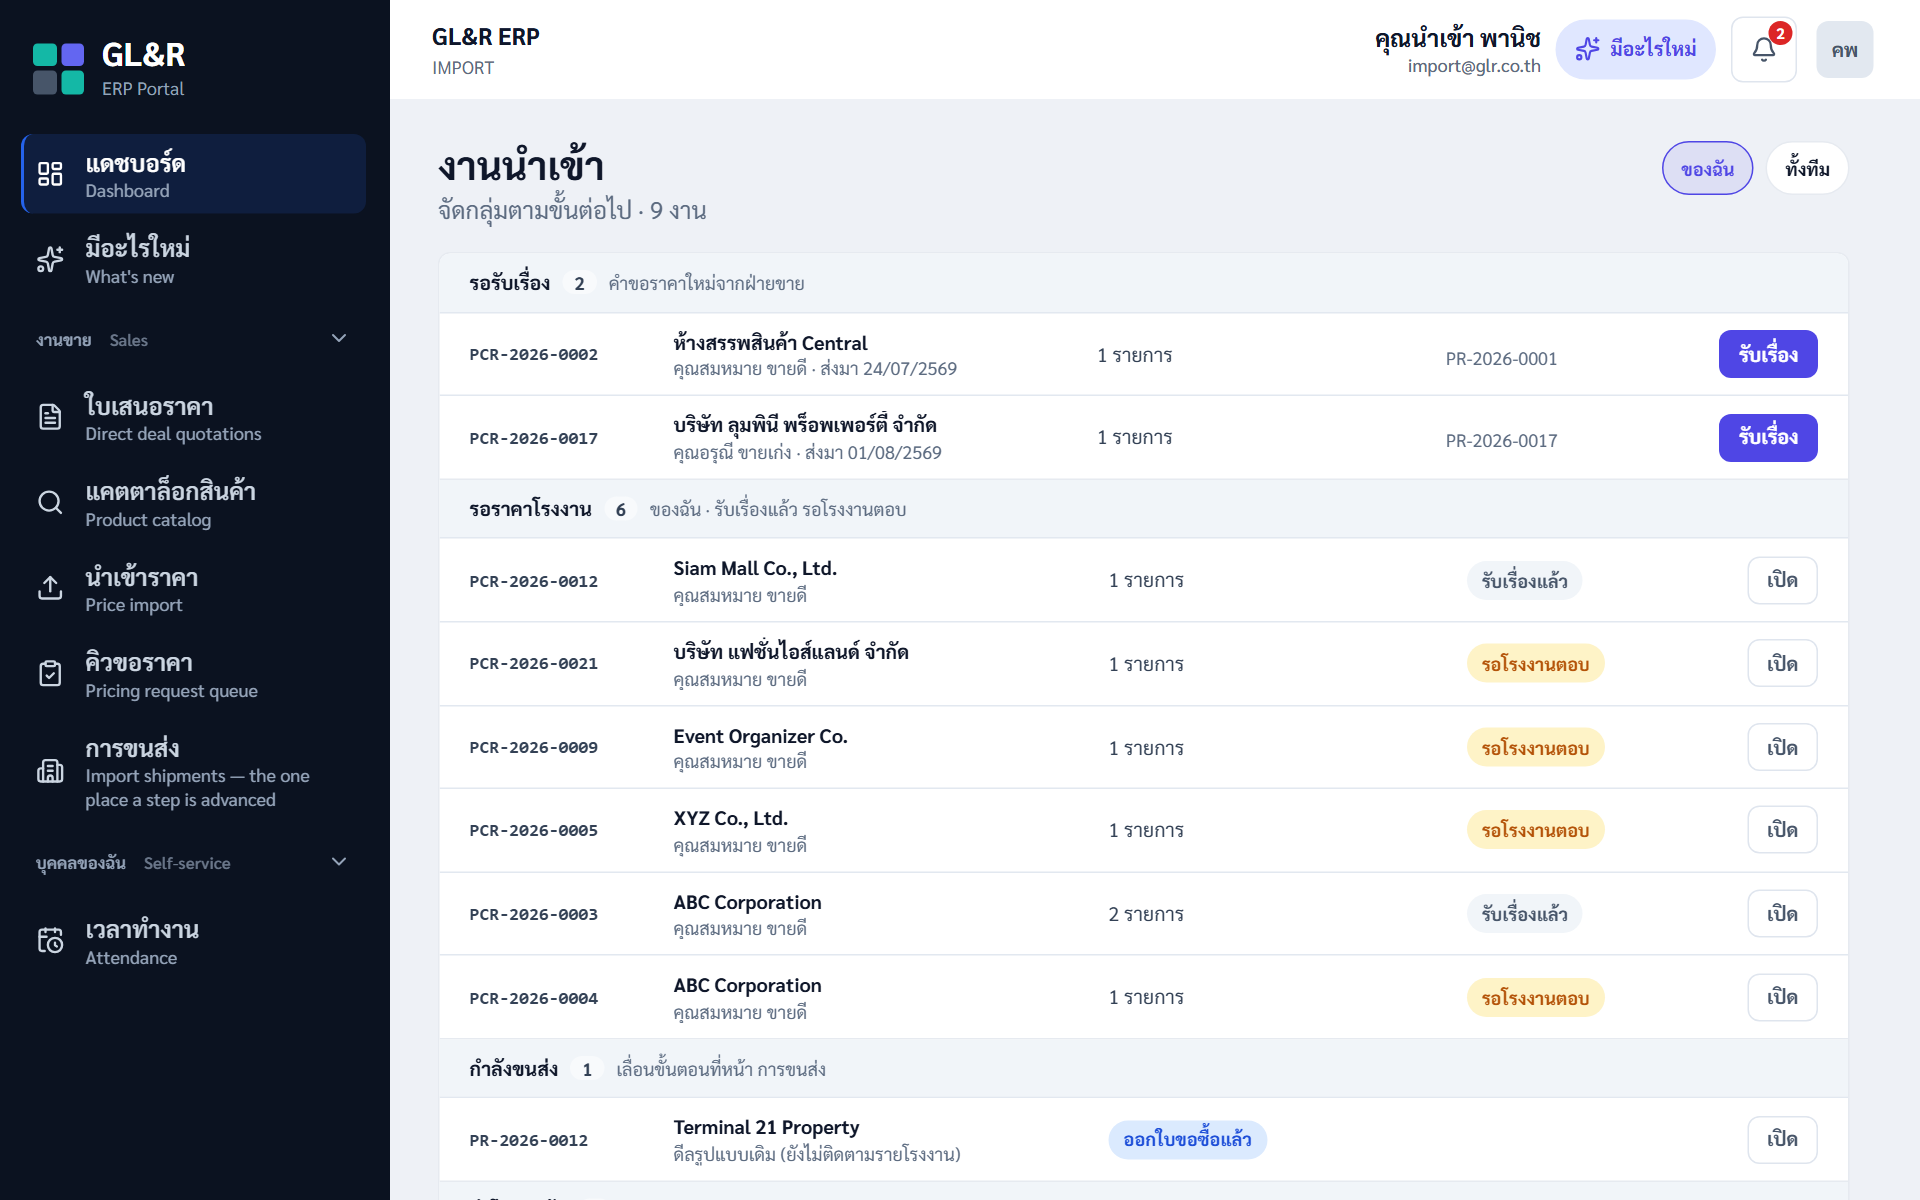 GL&R
ERP Portal
แดชบอร์ด
Dashboard
มีอะไรใหม่
What's new
งานขาย Sales
ใบเสนอราคา
Direct deal quotations
แคตตาล็อกสินค้า
Product catalog
นำเข้าราคา
Price import
คิวขอราคา
Pricing request queue
การขนส่ง
Import shipments — the one
place a step is advanced
บุคคลของฉัน Self-service
เวลาทำงาน
Attendance
GL&R ERP
IMPORT
คุณนำเข้า พานิช
import@glr.co.th
มีอะไรใหม่
2
คพ
งานนำเข้า
จัดกลุ่มตามขั้นต่อไป · 9 งาน
ของฉัน
ทั้งทีม
รอรับเรื่อง 2 คำขอราคาใหม่จากฝ่ายขาย
PCR-2026-0002
ห้างสรรพสินค้า Central
คุณสมหมาย ขายดี · ส่งมา 24/07/2569
1 รายการ
PR-2026-0001
รับเรื่อง
PCR-2026-0017
บริษัท ลุมพินี พร็อพเพอร์ตี้ จำกัด
คุณอรุณี ขายเก่ง · ส่งมา 01/08/2569
1 รายการ
PR-2026-0017
รับเรื่อง
รอราคาโรงงาน 6 ของฉัน · รับเรื่องแล้ว รอโรงงานตอบ
PCR-2026-0012
Siam Mall Co., Ltd.
คุณสมหมาย ขายดี
1 รายการ
รับเรื่องแล้ว
เปิด
PCR-2026-0021
บริษัท แฟชั่นไอส์แลนด์ จำกัด
คุณสมหมาย ขายดี
1 รายการ
รอโรงงานตอบ
เปิด
PCR-2026-0009
Event Organizer Co.
คุณสมหมาย ขายดี
1 รายการ
รอโรงงานตอบ
เปิด
PCR-2026-0005
XYZ Co., Ltd.
คุณสมหมาย ขายดี
1 รายการ
รอโรงงานตอบ
เปิด
PCR-2026-0003
ABC Corporation
คุณสมหมาย ขายดี
2 รายการ
รับเรื่องแล้ว
เปิด
PCR-2026-0004
ABC Corporation
คุณสมหมาย ขายดี
1 รายการ
รอโรงงานตอบ
เปิด
กำลังขนส่ง 1 เลื่อนขั้นตอนที่หน้า การขนส่ง
PR-2026-0012
Terminal 21 Property
ดีลรูปแบบเดิม (ยังไม่ติดตามรายโรงงาน)
ออกใบขอซื้อแล้ว
เปิด